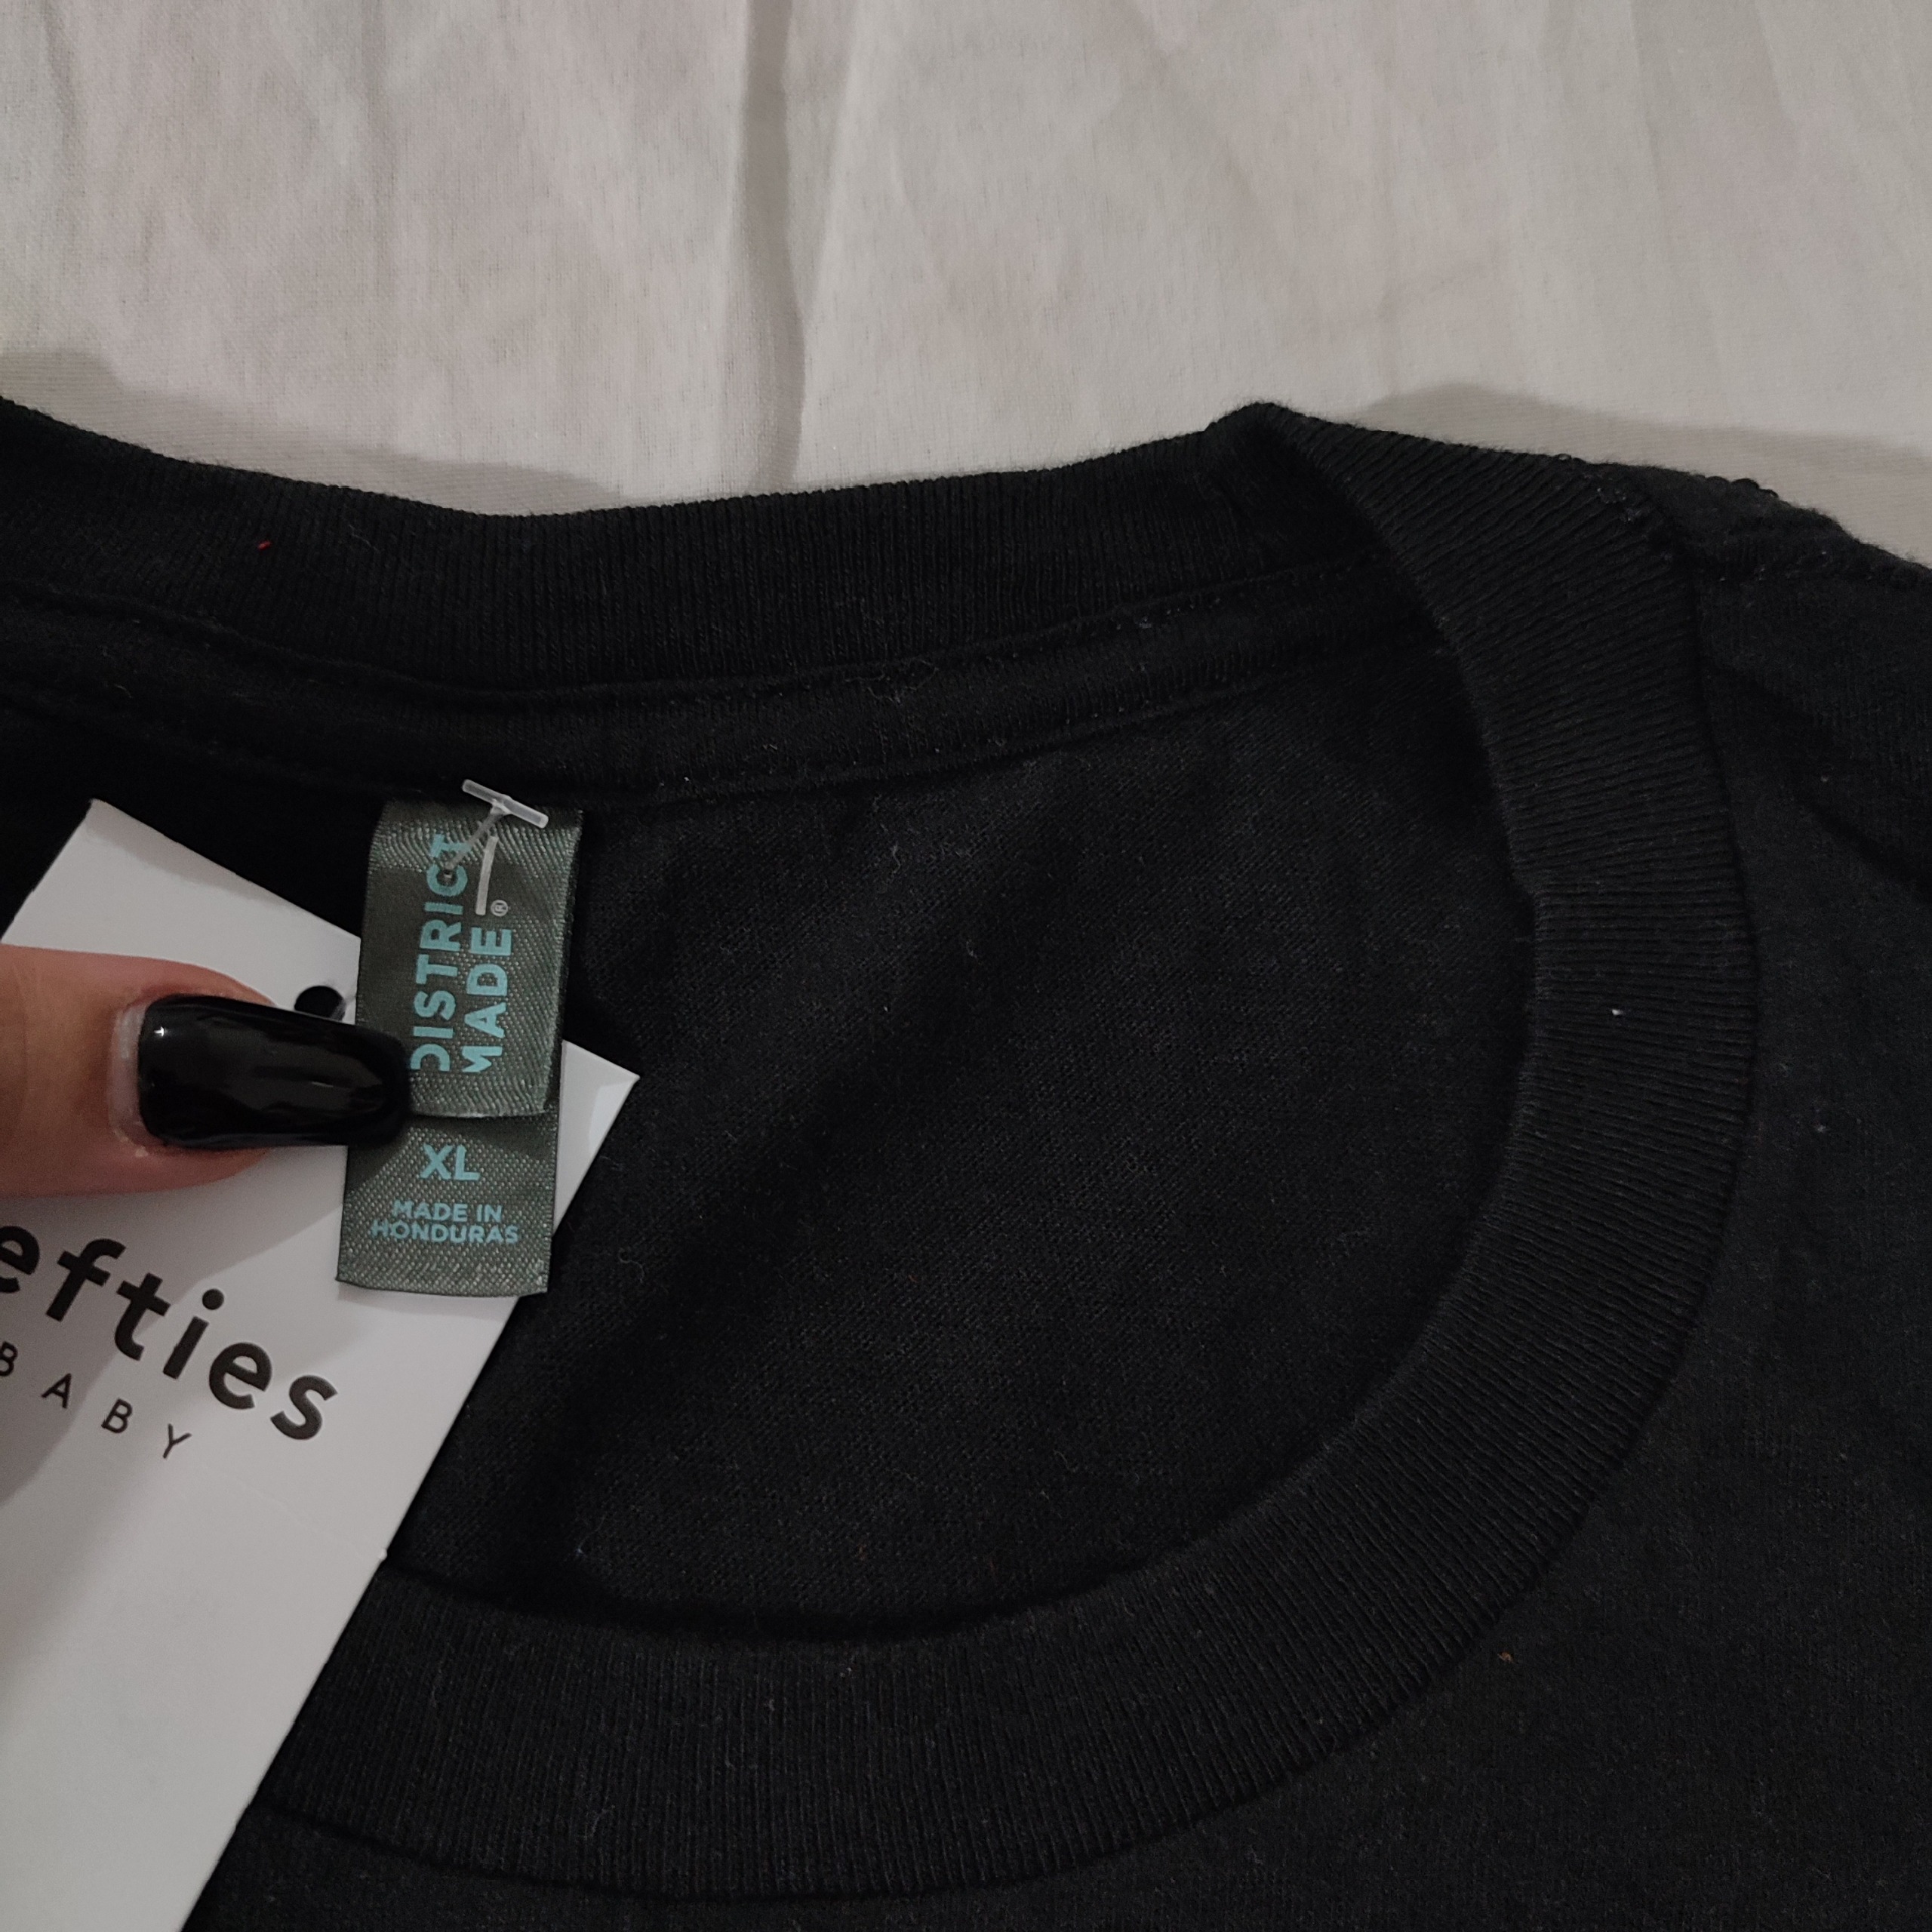 DISTRICT
MADE®
XL
MADE IN
HONDURAS
efties
BABY